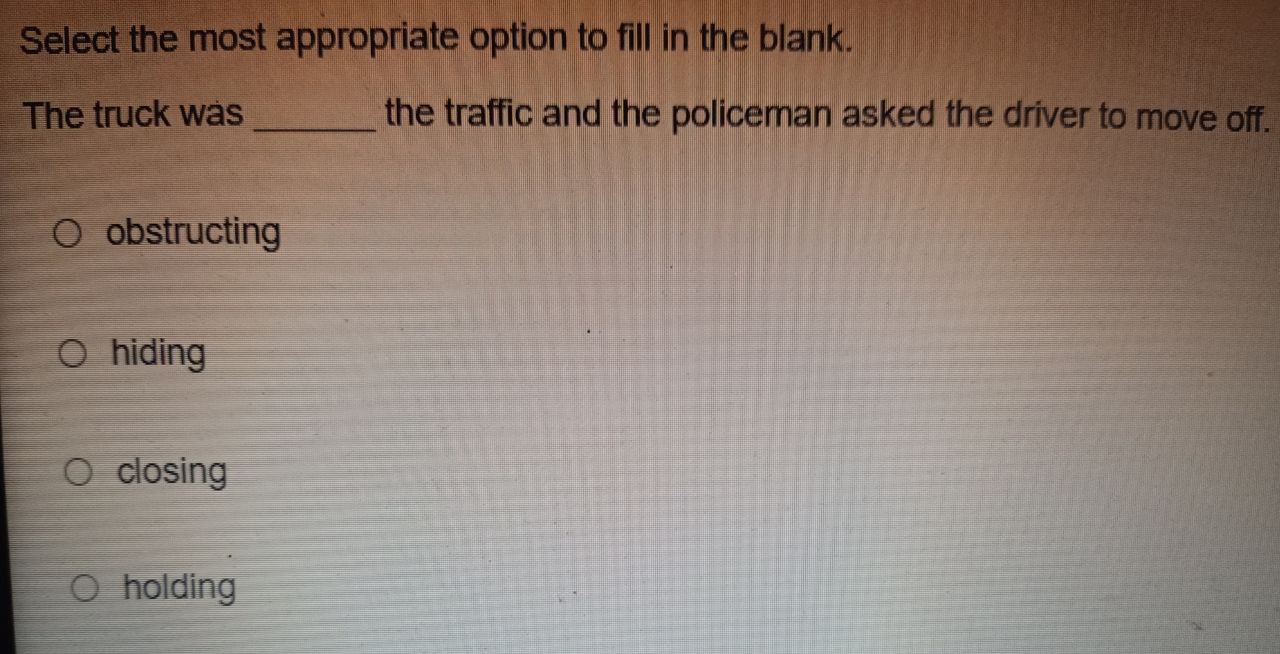 Select the most appropriate option to fill in the blank.
The truck was ______ the traffic and the policeman asked the driver to move off.
obstructing
hiding
closing
holding